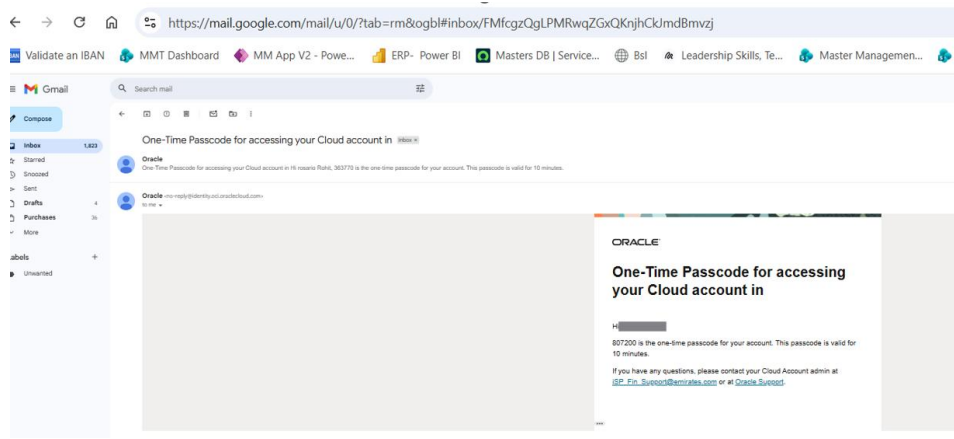 https://mail.google.com/mail/u/0/?tab=rm&ogbl#inbox/FMfcgzQgLPMRwqZGxQKnjhCkJmdBmvzj
Validate an IBAN MMT Dashboard MM App V2 - Powe... ERP- Power BI Masters DB | Service... Bsl Leadership Skills, Te... Master Managemen...
Gmail Search mail
Compose
One-Time Passcode for accessing your Cloud account in Inbox ×
Inbox 1,823
Starred
Snoozed
Sent
Drafts 4
Purchases
More
Labels +
Unwanted
Oracle
One-Time Passcode for accessing your Cloud account in Hi rosario Rohit, 363773 is the one-time passcode for your account. This passcode is valid for 10 minutes.
Oracle <no-reply@identity.oci.oraclecloud.com>
to me
ORACLE
One-Time Passcode for accessing
your Cloud account in
Hi
807200 is the one-time passcode for your account. This passcode is valid for
10 minutes.
If you have any questions, please contact your Cloud Account admin at
iSP_Fin_Support@emirates.com or at Oracle Support.